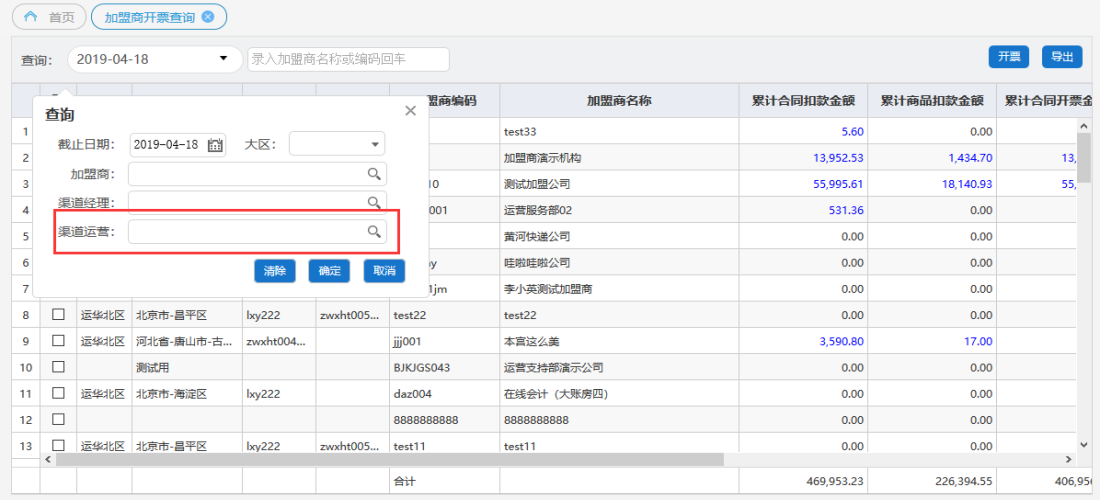 首页 加盟商开票查询
查询： 2019-04-18 录入加盟商名称或编码回车 开票 导出
盟商编码 加盟商名称 累计合同扣款金额 累计商品扣款金额 累计合同开票金
查询
截止日期： 2019-04-18 大区：
加盟商：
渠道经理：
渠道运营：
清除 确定 取消
1 test33 5.60 0.00
2 加盟商演示机构 13,952.53 1,434.70 13,
3 10 测试加盟公司 55,995.61 18,140.93 55,
4 001 运营服务部02 531.36 0.00
5 黄河快递公司 0.00 0.00
6 y 哇啦哇啦公司 0.00 0.00
7 1jm 李小英测试加盟商 0.00 0.00
8 运华北区 北京市-昌平区 lxy222 zwxht005... test22 test22 0.00 0.00
9 运华北区 河北省-唐山市-古... zwxht004... jjj001 本宫这么美 3,590.80 17.00
10 测试用 BJKJGS043 运营支持部演示公司 0.00 0.00
11 运华北区 北京市-海淀区 lxy222 daz004 在线会计（大账房四） 0.00 0.00
12 8888888888 8888888888 0.00 0.00
13 运华北区 北京市-昌平区 lxy222 zwxht005... test11 test11 0.00 0.00
合计 469,953.23 226,394.55 406,956